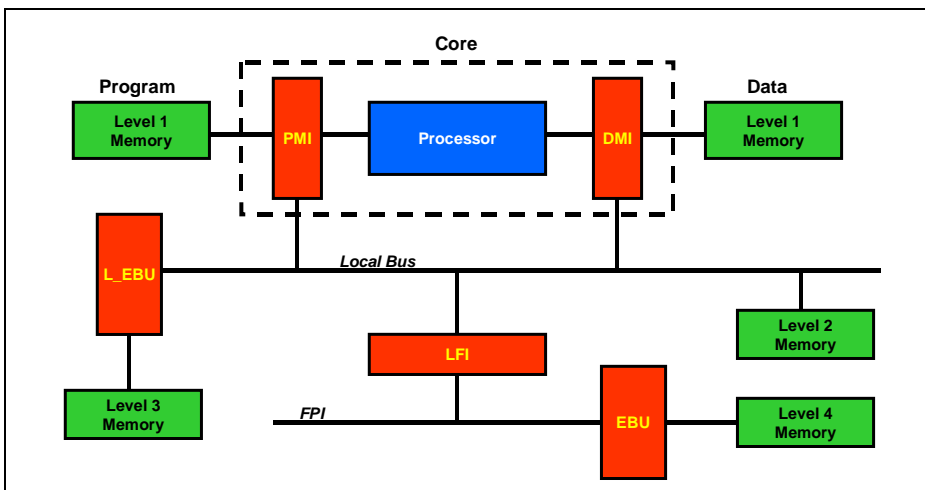 Core
Program
Data
Level 1
Memory
PMI
Processor
DMI
Level 1
Memory
L_EBU
Local Bus
Level 2
Memory
LFI
Level 3
Memory
FPI
EBU
Level 4
Memory